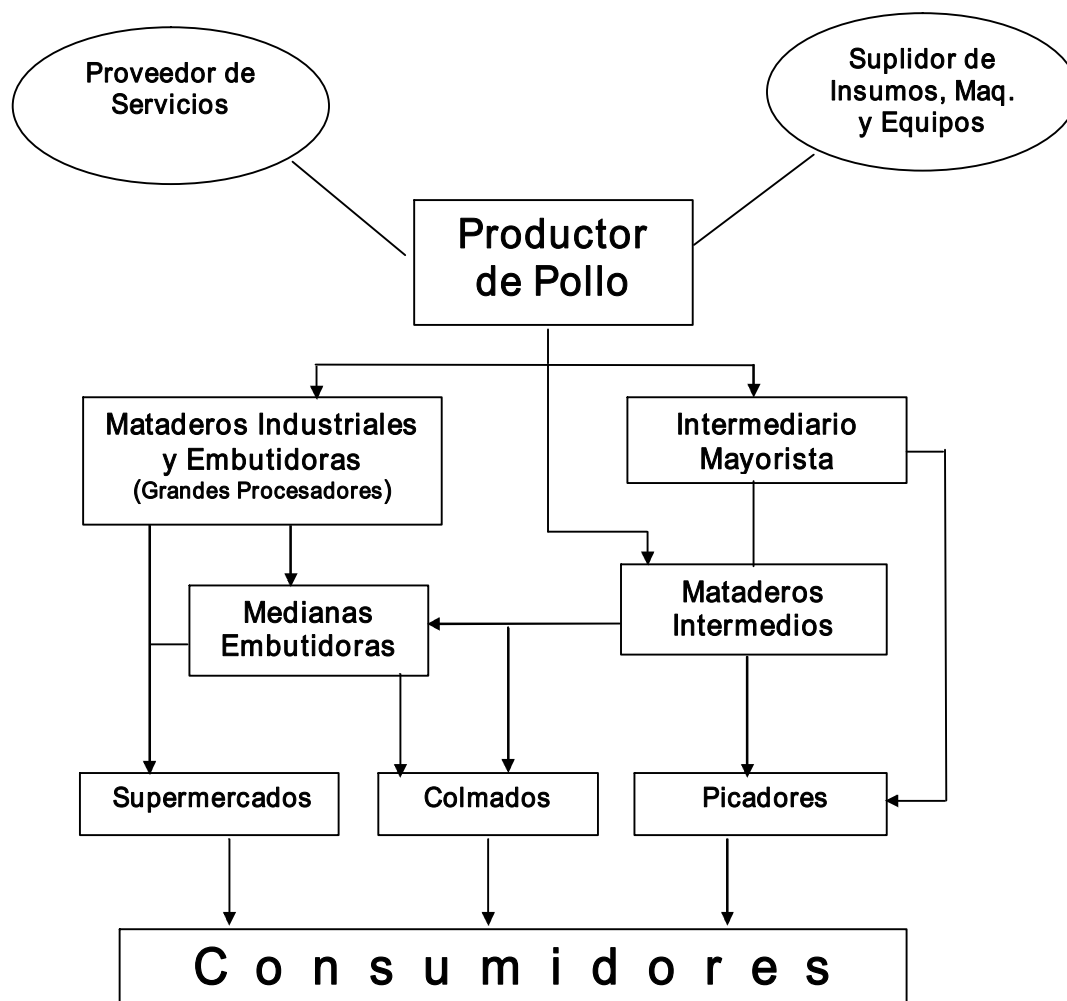 Proveedor de
Servicios
Suplidor de
Insumos, Maq.
y Equipos
Productor
de Pollo
Mataderos Industriales
y Embutidoras
(Grandes Procesadores)
Intermediario
Mayorista
Medianas
Embutidoras
Mataderos
Intermedios
Supermercados
Colmados
Picadores
Consumidores